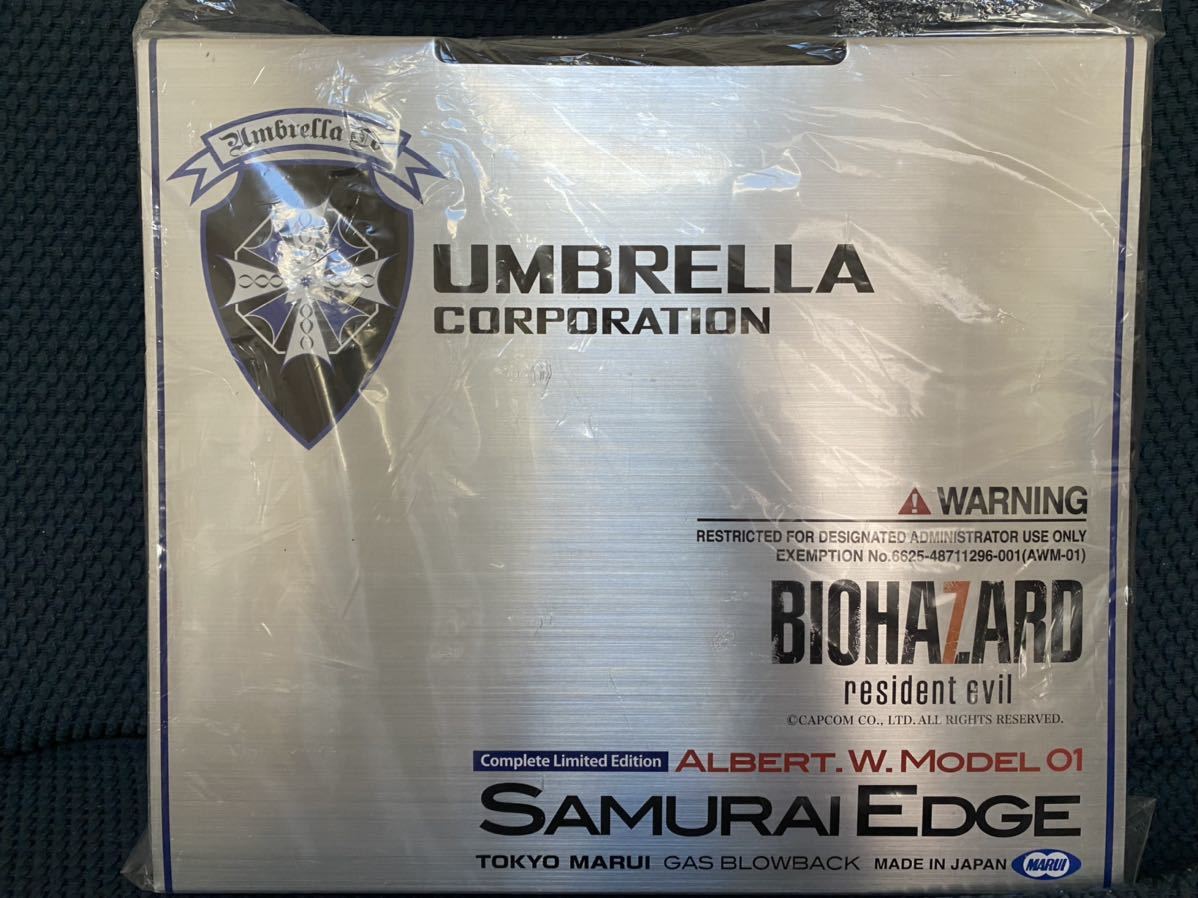 Umbrella Co
UMBRELLA
CORPORATION
WARNING
RESTRICTED FOR DESIGNATED ADMINISTRATOR USE ONLY
EXEMPTION No.6625-48711296-001(AWM-01)
BIOHAZARD
resident evil
©CAPCOM CO., LTD. ALL RIGHTS RESERVED.
Complete Limited Edition ALBERT.W.MODEL 01
SAMURAI EDGE
TOKYO MARUI GAS BLOWBACK MADE IN JAPAN MARUI